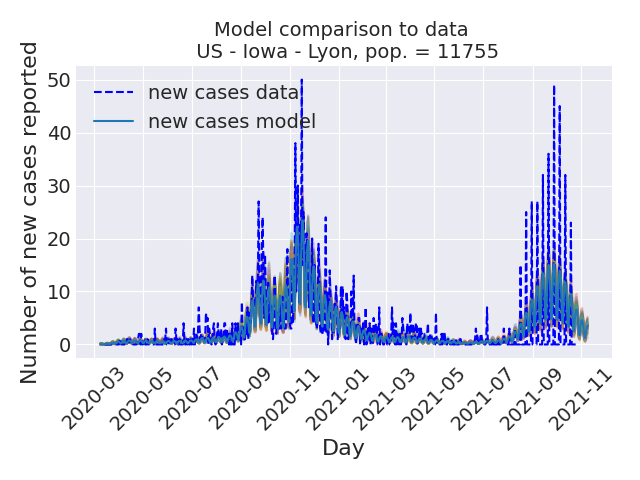 Model comparison to data
US - Iowa - Lyon, pop. = 11755
Number of new cases reported
50
40
30
20
10
0
new cases data
new cases model
2020-03
2020-05
2020-07
2020-09
2020-11
2021-01
2021-03
2021-05
2021-07
2021-09
2021-11
Day